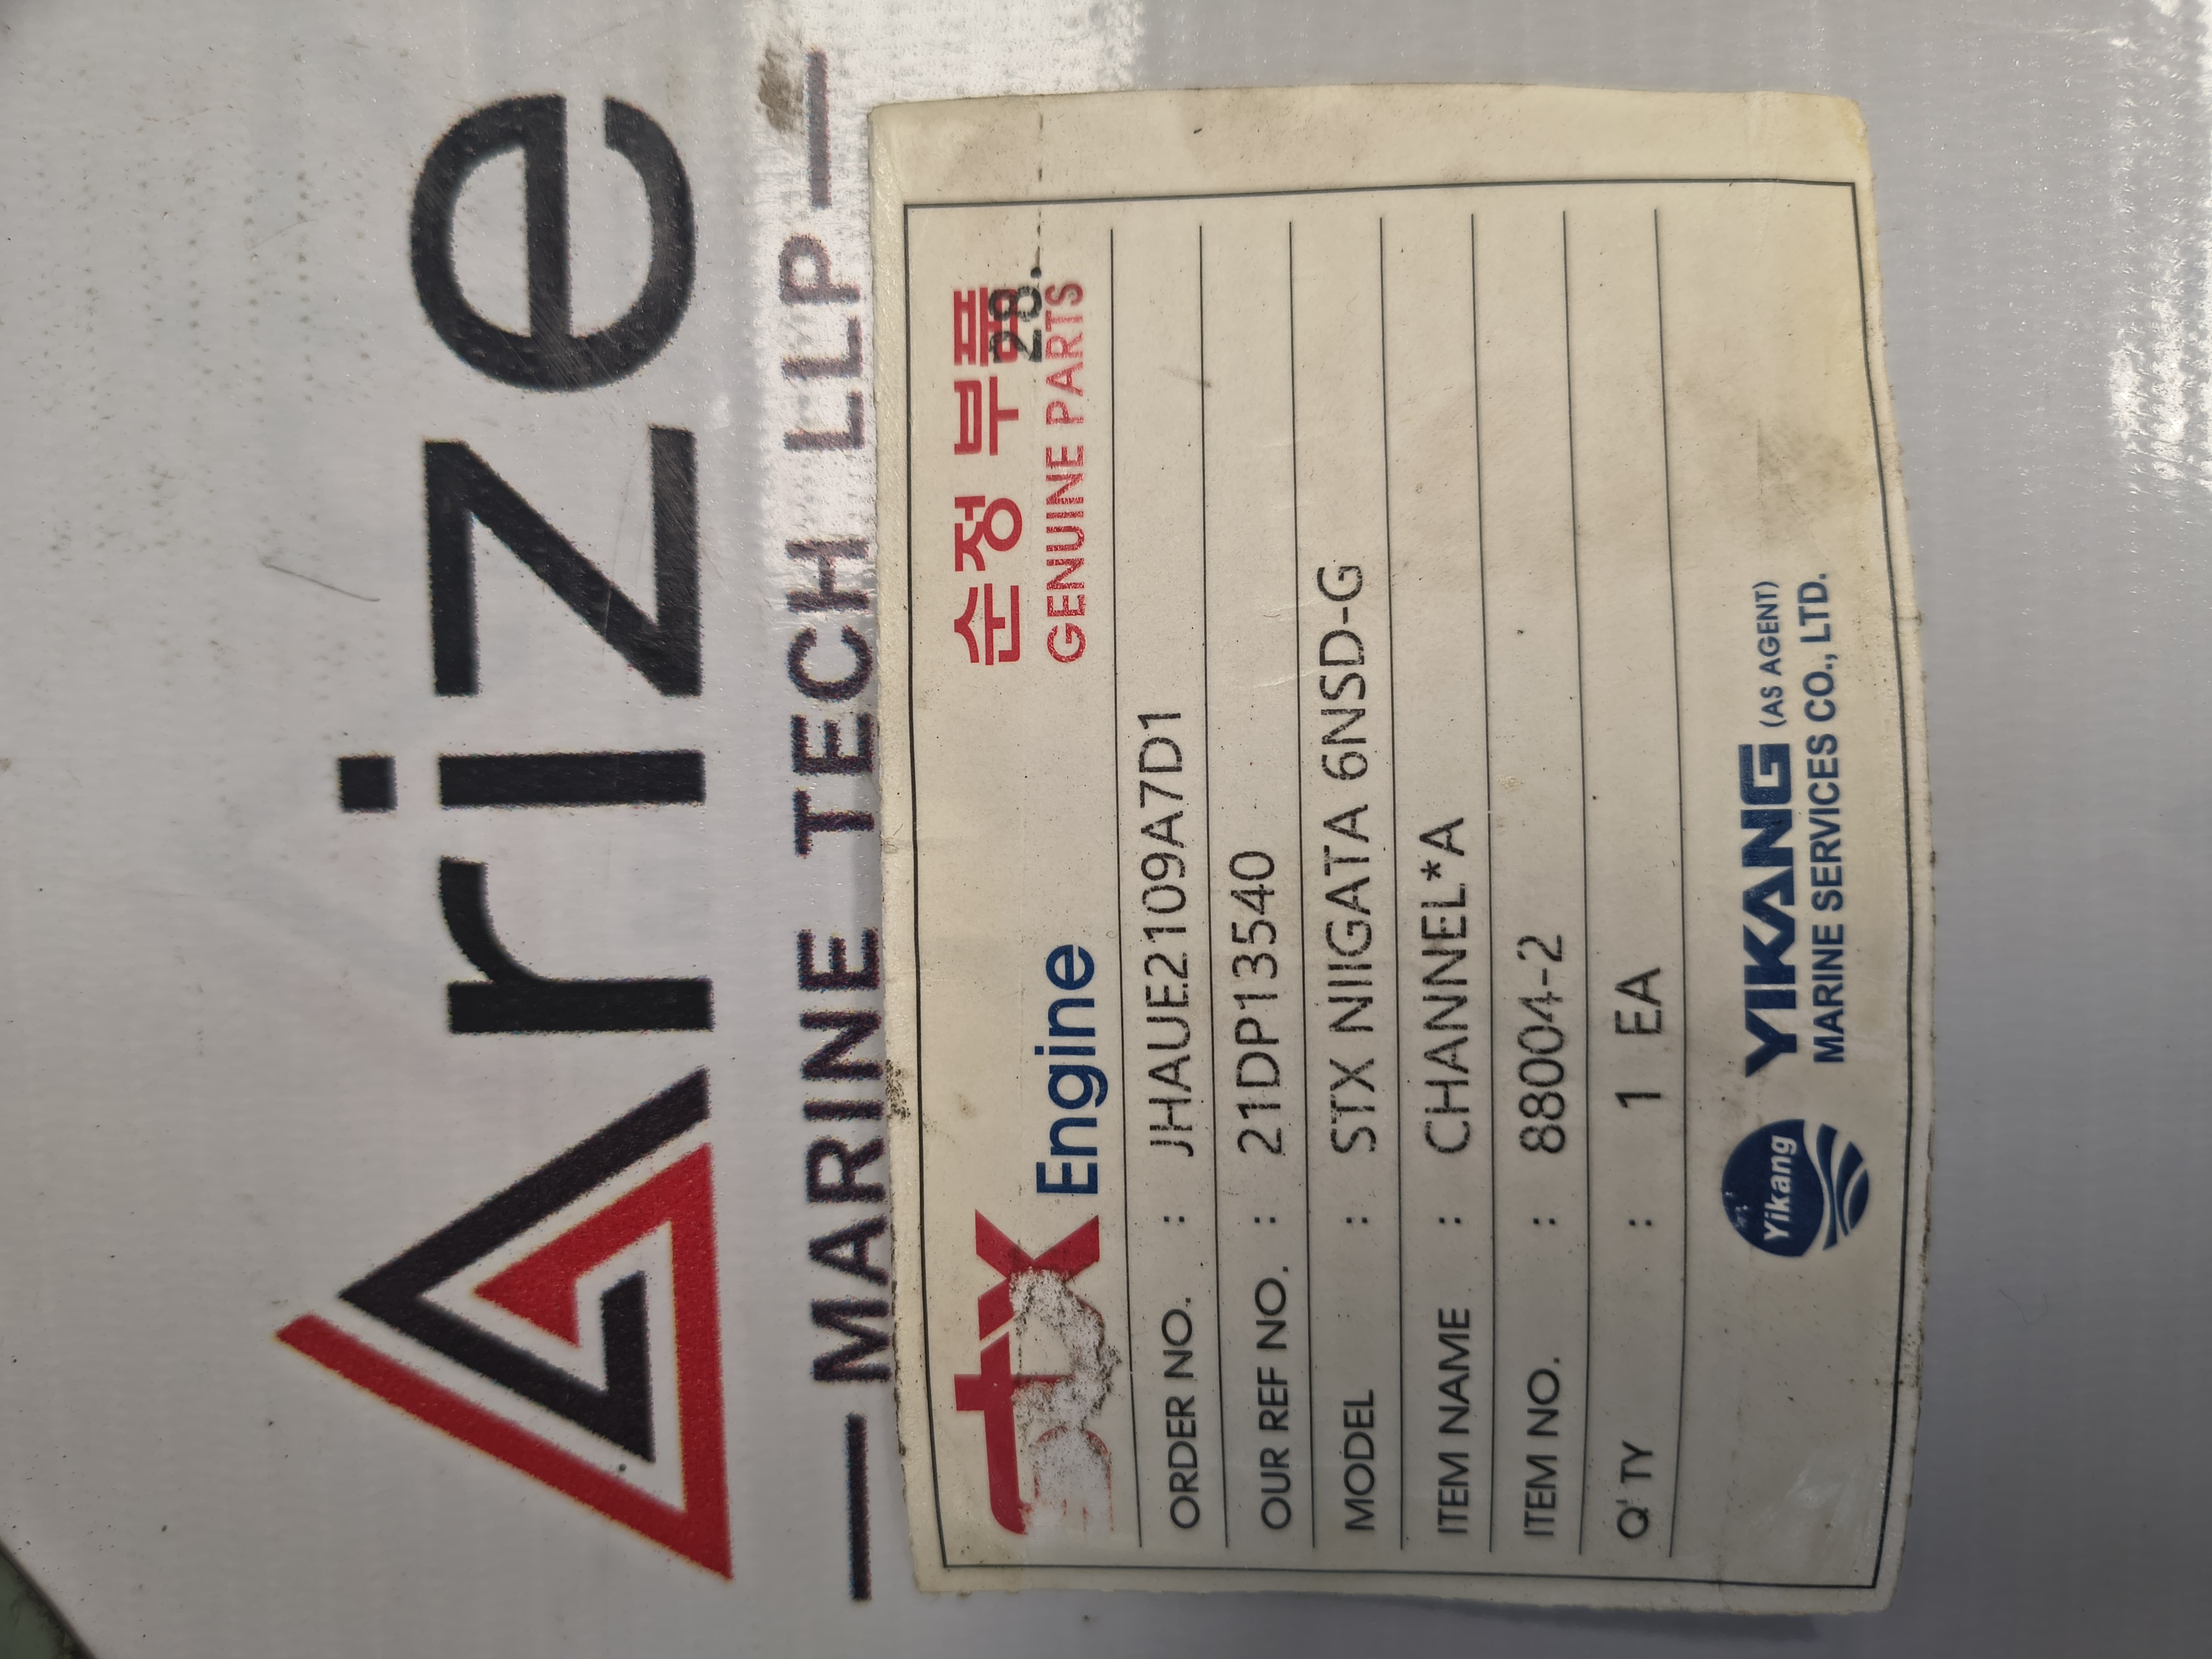 Arize
MARINE TECH LLP
stx Engine
순정 부품
28.
GENUINE PARTS
ORDER NO. : JHAUE2109A7D1
OUR REF NO. : 21DP13540
MODEL : STX NIIGATA 6NSD-G
ITEM NAME : CHANNEL*A
ITEM NO. : 88004-2
Q'TY : 1 EA
Yikang
YIKANG (AS AGENT)
MARINE SERVICES CO., LTD.